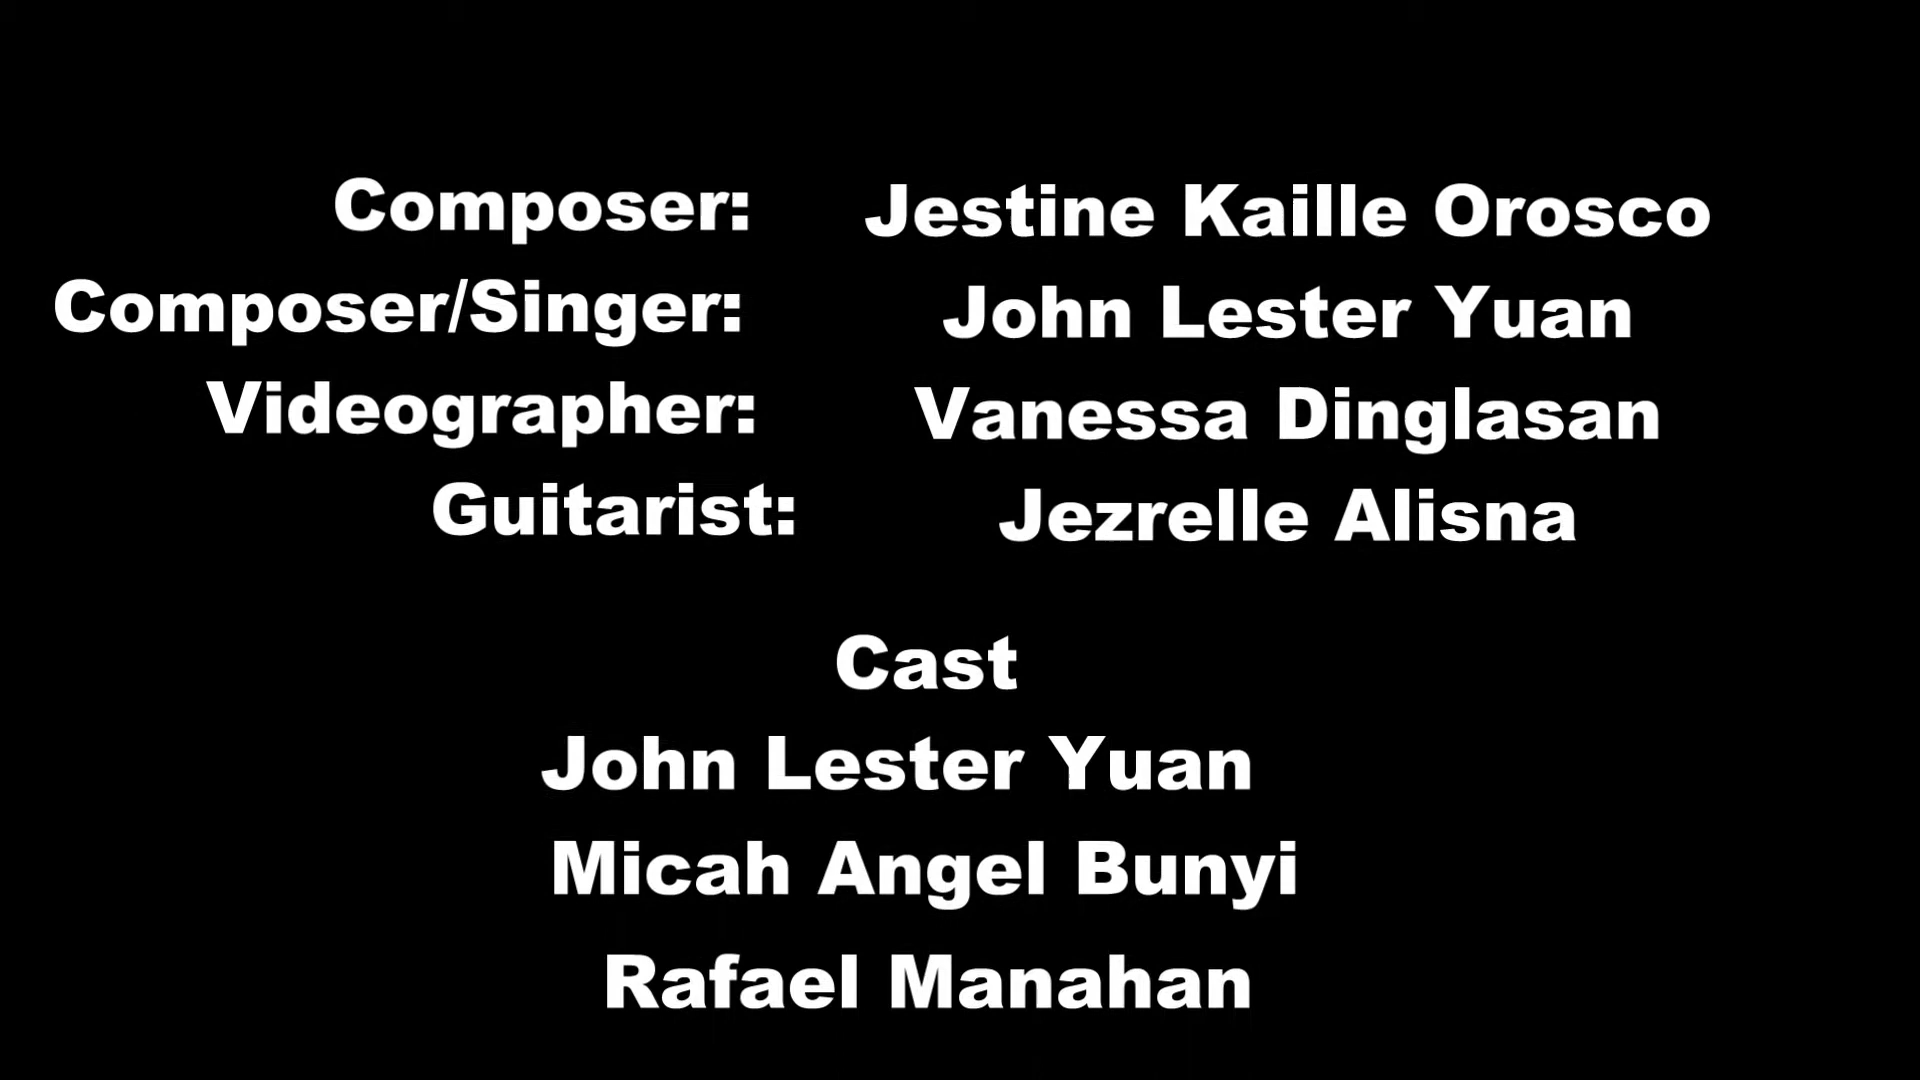 Composer: Jestine Kaille Orosco
Composer/Singer: John Lester Yuan
Videographer: Vanessa Dinglasan
Guitarist: Jezrelle Alisna
Cast
John Lester Yuan
Micah Angel Bunyi
Rafael Manahan